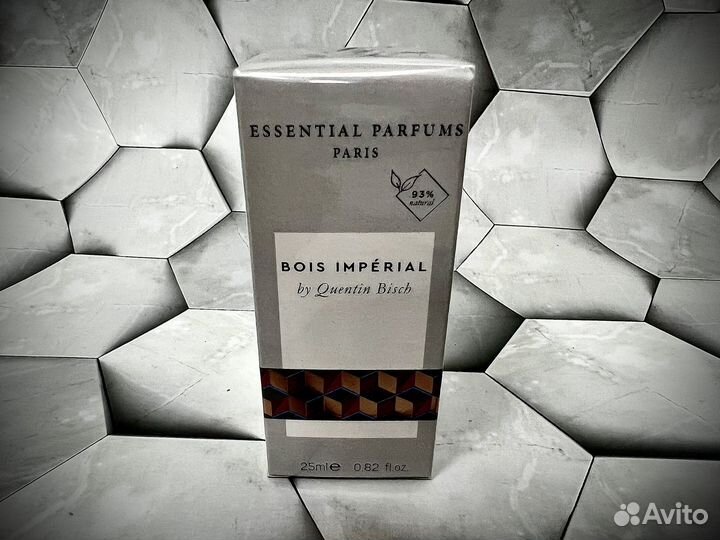 ESSENTIAL PARFUMS
PARIS
93%
natural
BOIS IMPÉRIAL
by Quentin Bisch
25ml℮ 0.82 fl.oz.
Avito